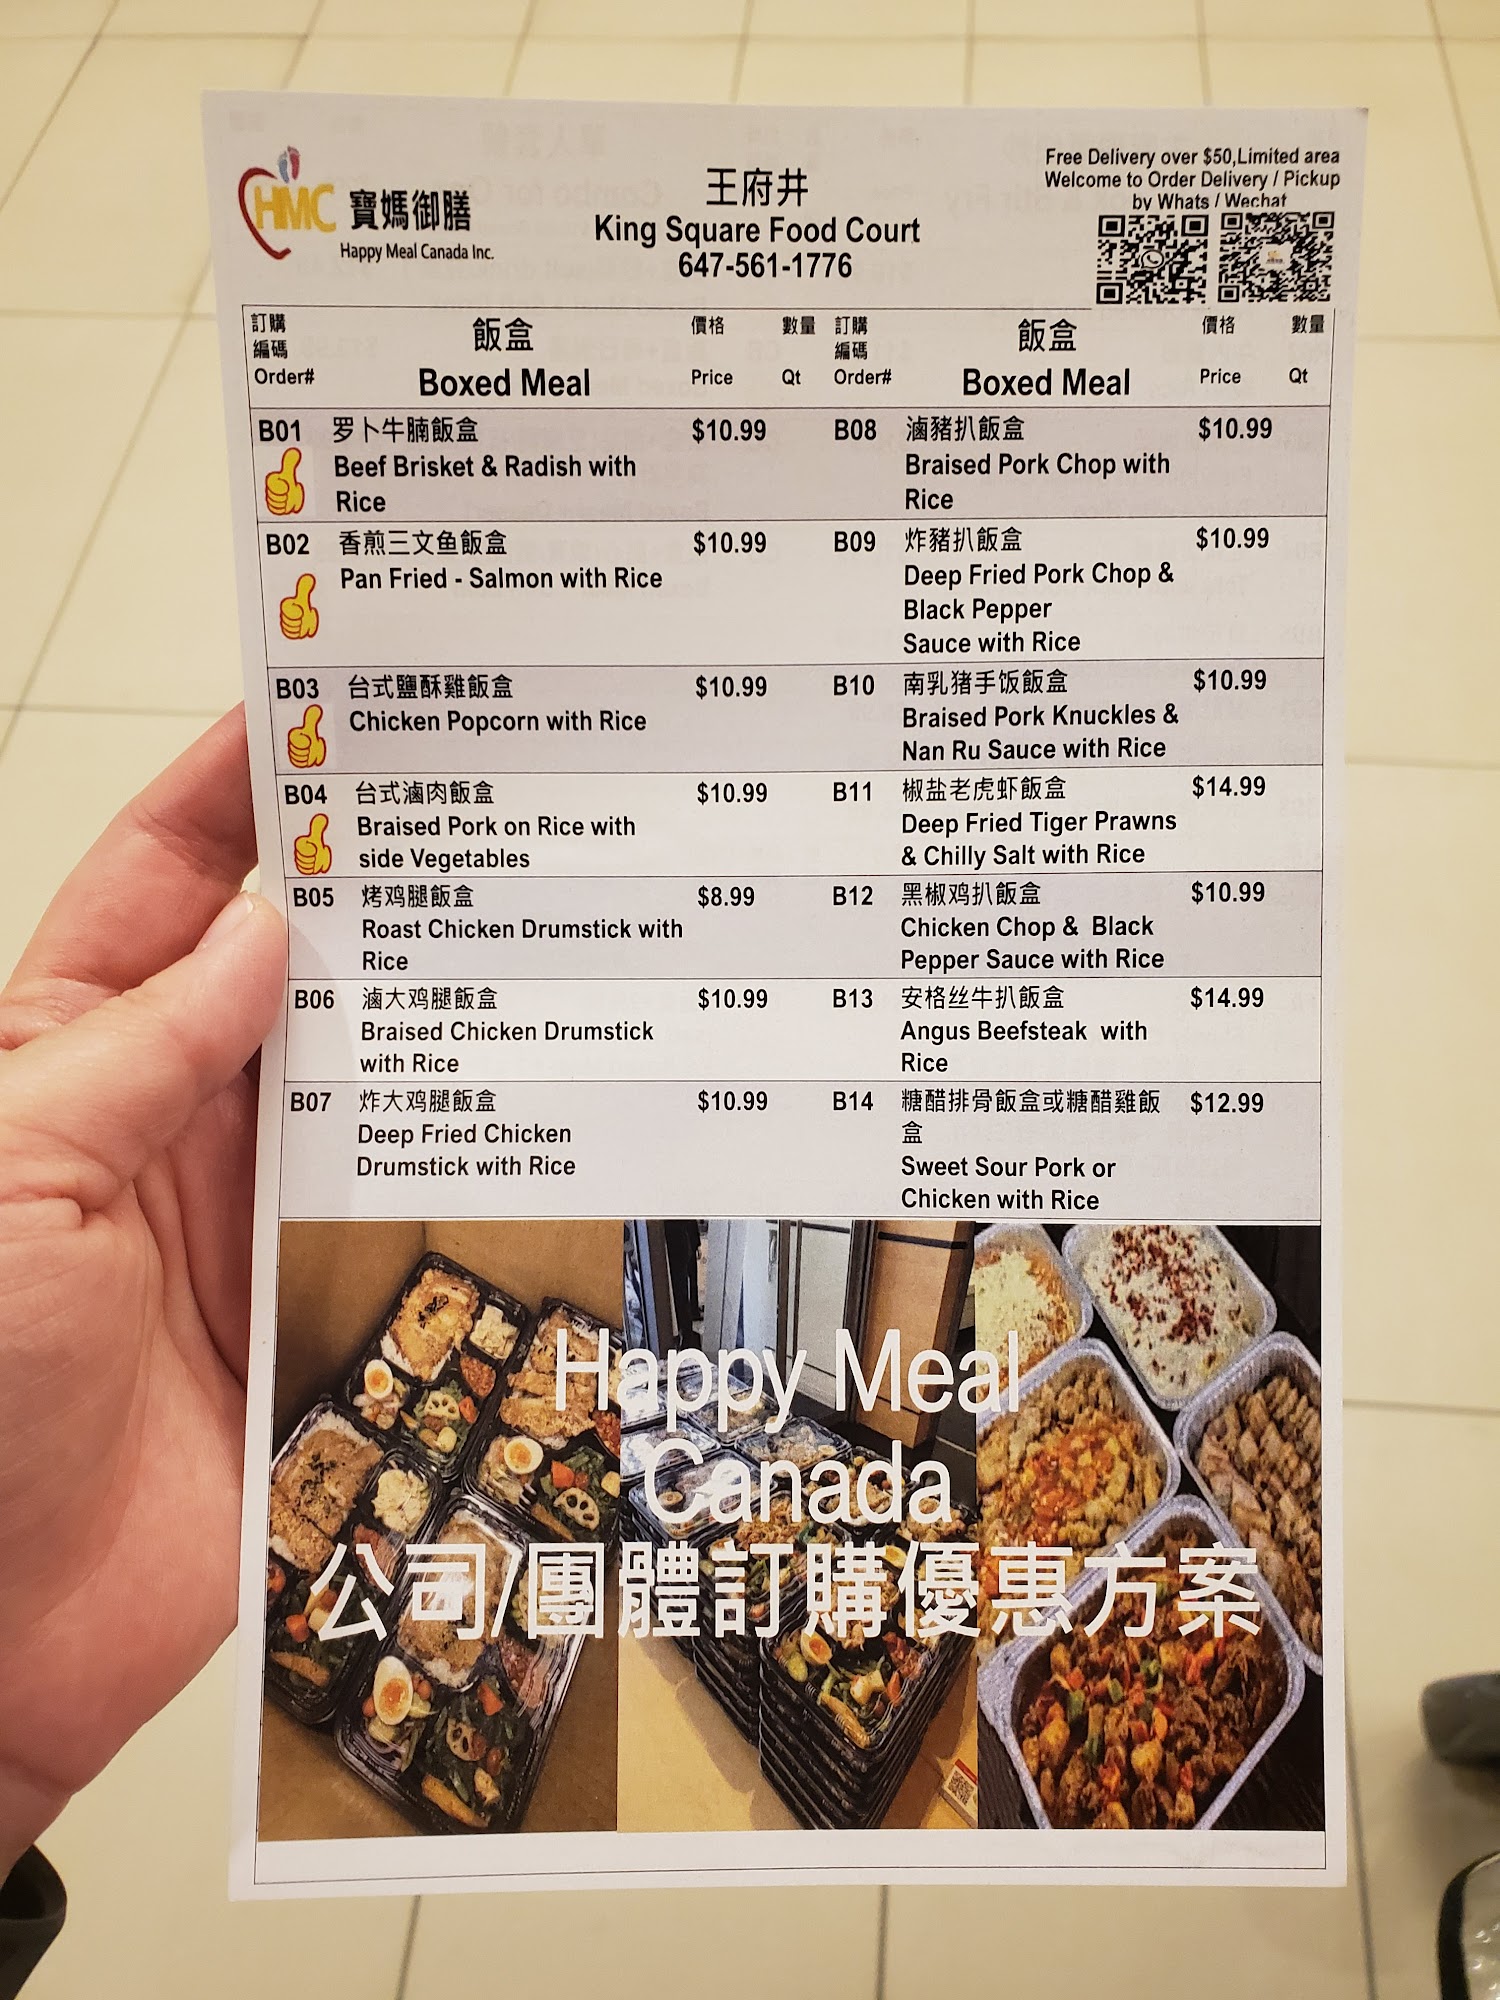 HMC 寶媽御膳
Happy Meal Canada Inc.
王府井
King Square Food Court
647-561-1776
Free Delivery over $50,Limited area
Welcome to Order Delivery / Pickup
by Whats / Wechat
訂購
編碼
Order#
飯盒
Boxed Meal
價格
Price
數量
Qt
訂購
編碼
Order#
飯盒
Boxed Meal
價格
Price
數量
Qt
B01 罗卜牛腩飯盒 $10.99
Beef Brisket & Radish with
Rice
B02 香煎三文鱼飯盒 $10.99
Pan Fried - Salmon with Rice
B03 台式鹽酥雞飯盒 $10.99
Chicken Popcorn with Rice
B04 台式滷肉飯盒 $10.99
Braised Pork on Rice with
side Vegetables
B05 烤鸡腿飯盒 $8.99
Roast Chicken Drumstick with
Rice
B06 滷大鸡腿飯盒 $10.99
Braised Chicken Drumstick
with Rice
B07 炸大鸡腿飯盒 $10.99
Deep Fried Chicken
Drumstick with Rice
B08 滷豬扒飯盒 $10.99
Braised Pork Chop with
Rice
B09 炸豬扒飯盒 $10.99
Deep Fried Pork Chop &
Black Pepper
Sauce with Rice
B10 南乳猪手饭飯盒 $10.99
Braised Pork Knuckles &
Nan Ru Sauce with Rice
B11 椒盐老虎虾飯盒 $14.99
Deep Fried Tiger Prawns
& Chilly Salt with Rice
B12 黑椒鸡扒飯盒 $10.99
Chicken Chop & Black
Pepper Sauce with Rice
B13 安格丝牛扒飯盒 $14.99
Angus Beefsteak with
Rice
B14 糖醋排骨飯盒或糖醋雞飯 $12.99
盒
Sweet Sour Pork or
Chicken with Rice
Happy Meal
Canada
公司/團體訂購優惠方案